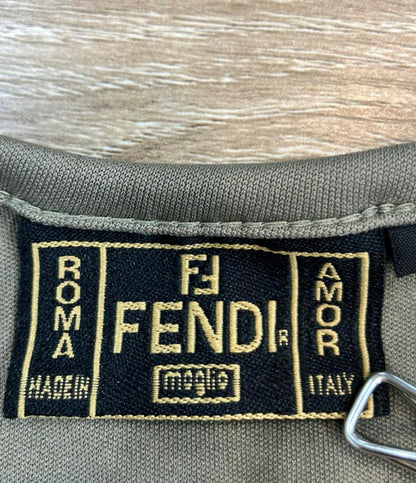 ROMA
FF
FENDI R
AMOR
maglia
MADE IN
ITALY